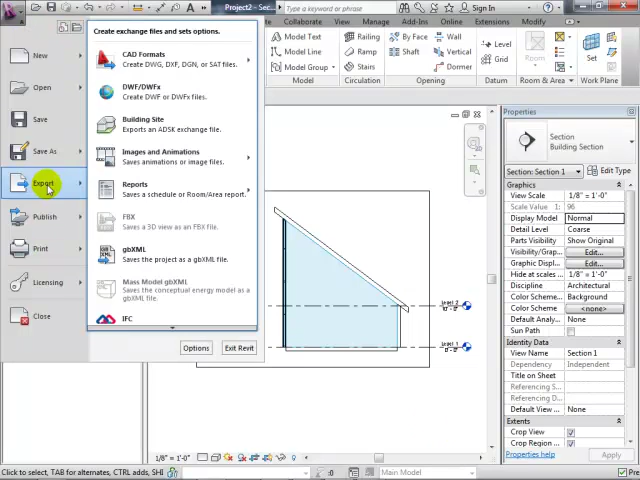 Project2 - Sec...
Type a keyword or phrase
Sign In
Collaborate
View
Manage
Add-Ins
Extensions
Modify
New
Open
Save
Save As
Export
Publish
Print
Licensing
Close
Create exchange files and sets options.
CAD Formats
Create DWG, DXF, DGN, or SAT files.
DWF/DWFx
Create DWF or DWFx files.
Building Site
Exports an ADSK exchange file.
Images and Animations
Saves animations or image files.
Reports
Saves a schedule or Room/Area report.
FBX
Saves a 3D view as an FBX file.
gbXML
Saves the project as a gbXML file.
Mass Model gbXML
Saves the conceptual energy model as a
gbXML file.
IFC
Options
Exit Revit
Model Text
Model Line
Model Group
Model
Railing
Ramp
Stair
Circulation
By Face
Shaft
Wall
Vertical
Dormer
Opening
Level
Grid
Datum
Room & Area
Set
Work Plane
Level 2
10' - 0"
Level 1
0' - 0"
Properties
Section
Building Section
Section: Section 1
Edit Type
Graphics
View Scale 1/8" = 1'-0"
Scale Value 1: 96
Display Model Normal
Detail Level Coarse
Parts Visibility Show Original
Visibility/Grap... Edit...
Graphic Displ... Edit...
Hide at scales ... 1/8" = 1'-0"
Discipline Architectural
Color Scheme... Background
Color Scheme <none>
Default Analy... None
Sun Path
Identity Data
View Name Section 1
Dependency Independent
Title on Sheet
Referencing S...
Referencing D...
Default View... None
Extents
Crop View
Crop Region ...
Properties help
Apply
1/8" = 1'-0"
Click to select, TAB for alternates, CTRL adds, SHI
:0
Main Model
Pre